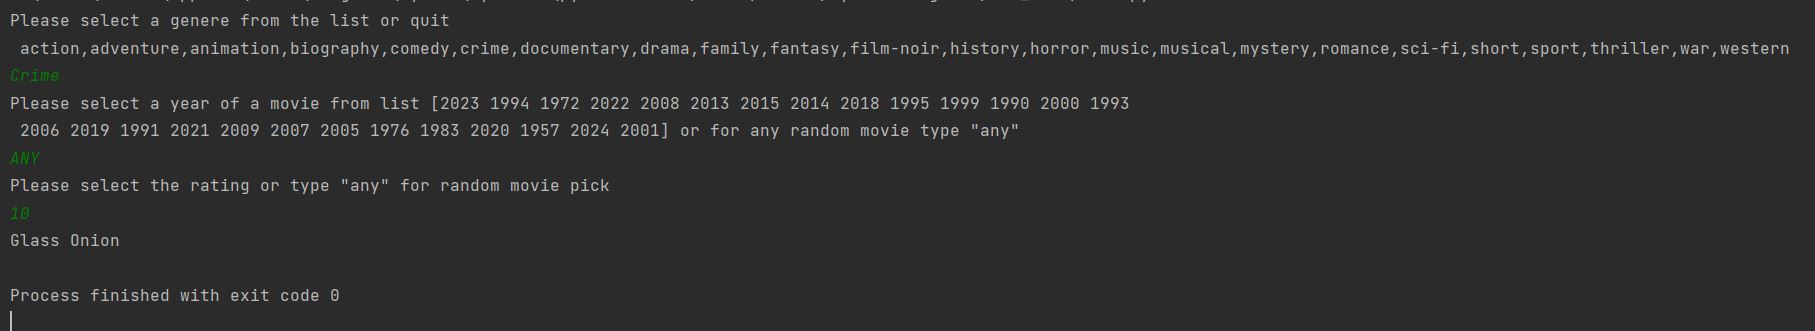 Please select a genere from the list or quit
action,adventure,animation,biography,comedy,crime,documentary,drama,family,fantasy,film-noir,history,horror,music,musical,mystery,romance,sci-fi,short,sport,thriller,war,western
Crime
Please select a year of a movie from list [2023 1994 1972 2022 2008 2013 2015 2014 2018 1995 1999 1990 2000 1993
2006 2019 1991 2021 2009 2007 2005 1976 1983 2020 1957 2024 2001] or for any random movie type "any"
ANY
Please select the rating or type "any" for random movie pick
10
Glass Onion
Process finished with exit code 0